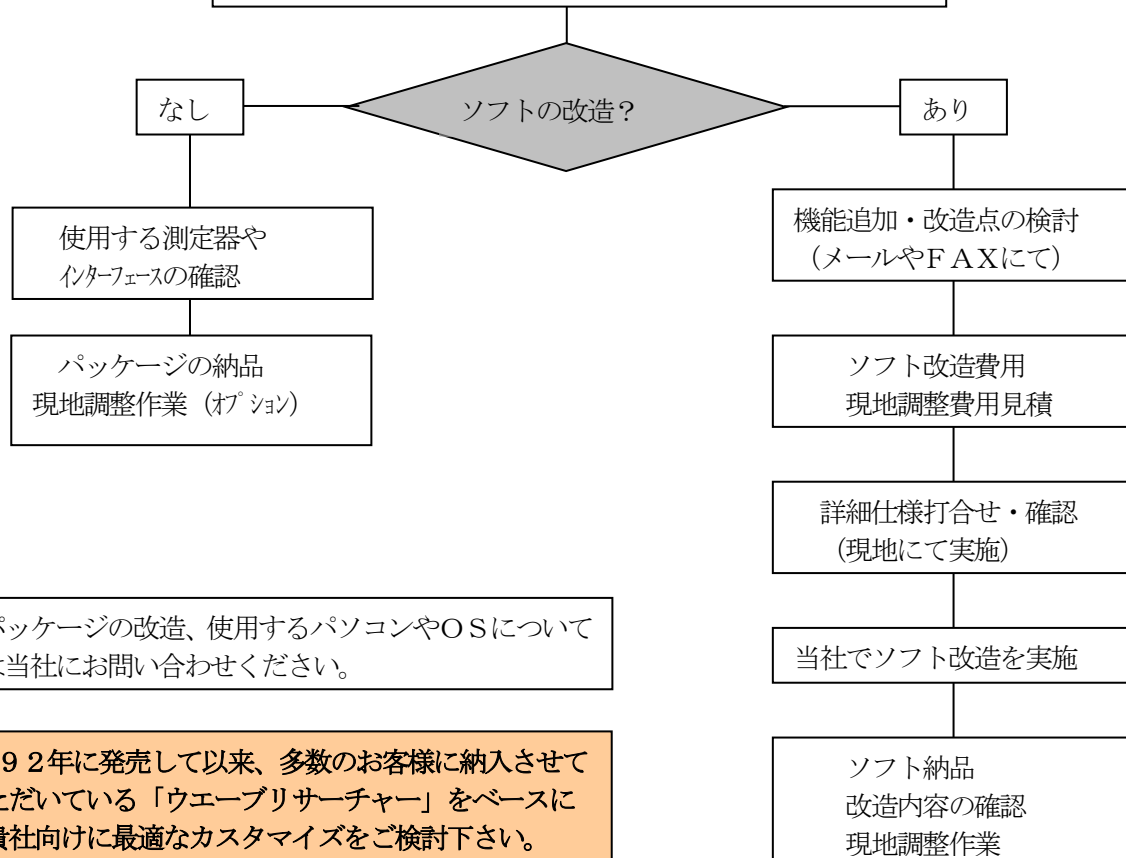 ソフトの改造？
なし
あり
使用する測定器や
ｲﾝﾀｰﾌｪｰｽの確認
パッケージの納品
現地調整作業（ｵﾌﾟｼｮﾝ）
機能追加・改造点の検討
（メールやＦＡＸにて）
ソフト改造費用
現地調整費用見積
詳細仕様打合せ・確認
（現地にて実施）
当社でソフト改造を実施
ソフト納品
改造内容の確認
現地調整作業
パッケージの改造、使用するパソコンやＯＳについて
は当社にお問い合わせください。
９２年に発売して以来、多数のお客様に納入させて
ただいている「ウエーブリサーチャー」をベースに
貴社向けに最適なカスタマイズをご検討下さい。